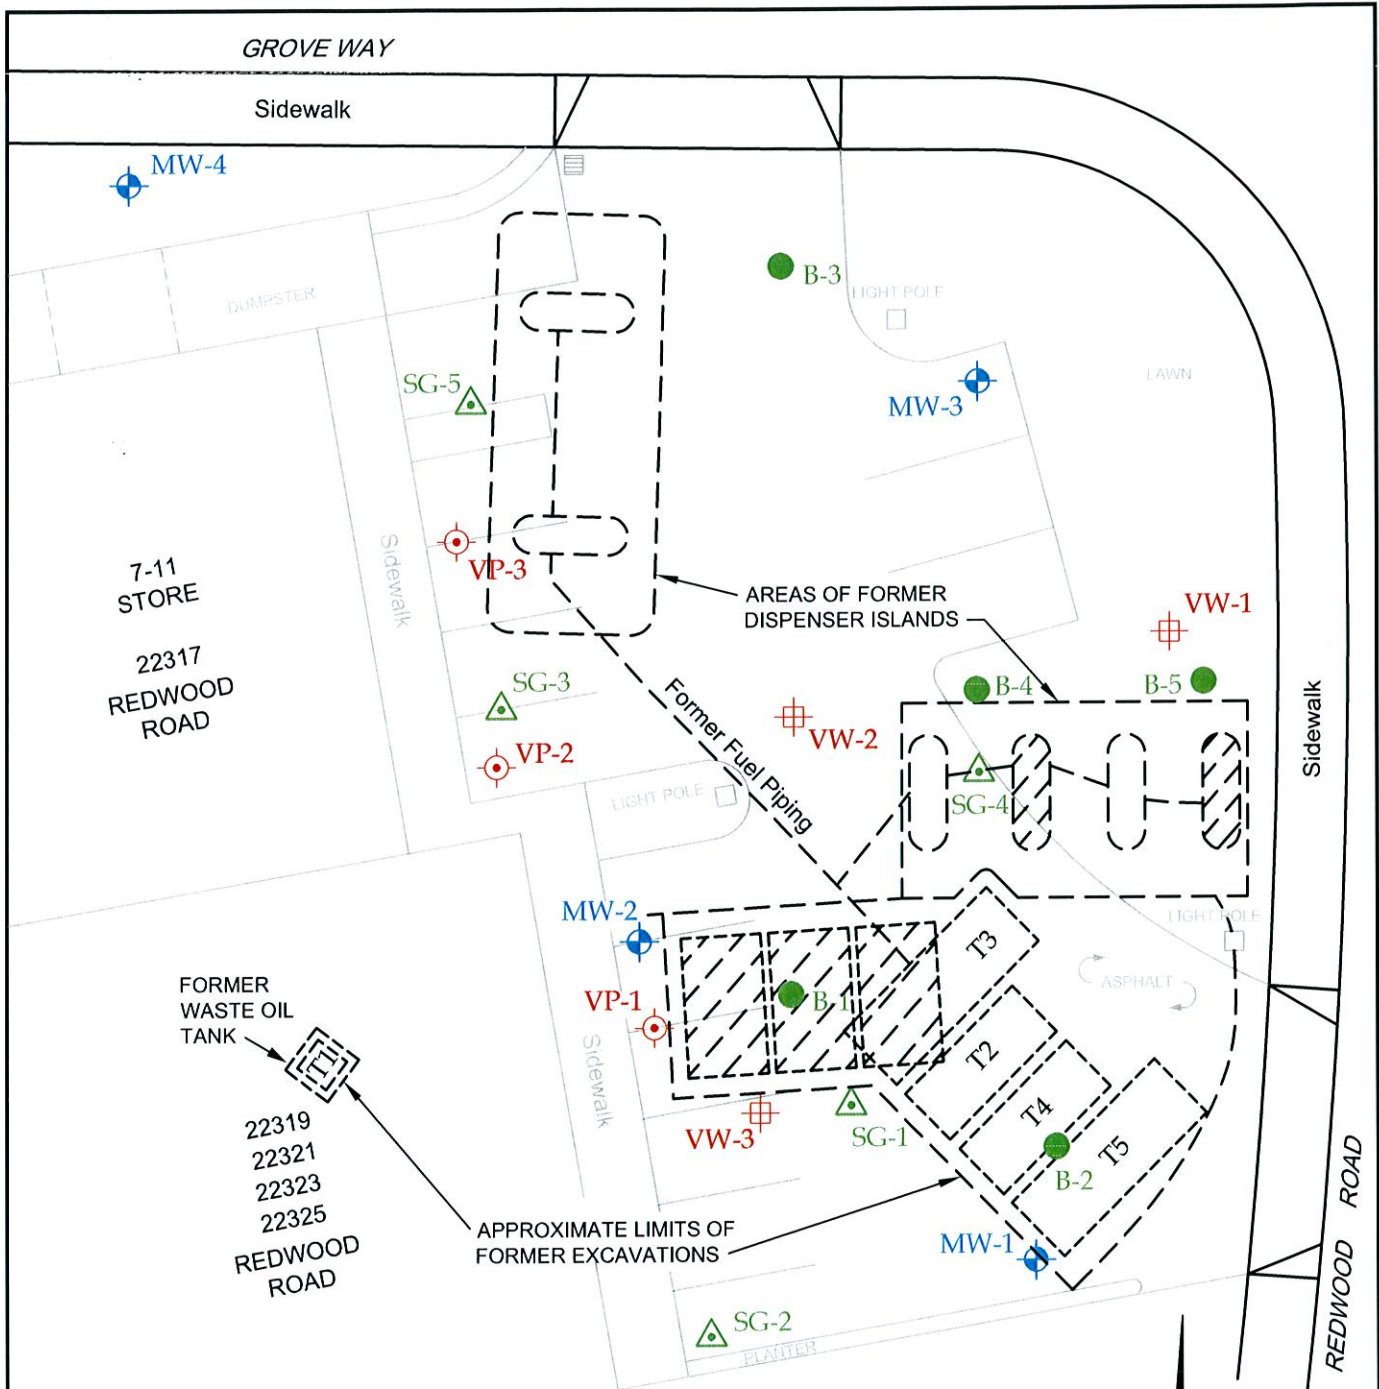 GROVE WAY
Sidewalk
MW-4
B-3
DUMPSTER
LIGHT POLE
SG-5
MW-3
LAWN
7-11
STORE
22317
REDWOOD
ROAD
Sidewalk
VP-3
AREAS OF FORMER
DISPENSER ISLANDS
VW-1
SG-3
B-4
B-5
Sidewalk
VP-2
Former Fuel Piping
VW-2
LIGHT POLE
SG-4
MW-2
LIGHT POLE
T3
FORMER
WASTE OIL
TANK
VP-1
B-1
ASPHALT
T1
Sidewalk
T2
T4
VW-3
SG-1
T5
B-2
22319
22321
22323
22325
REDWOOD
ROAD
APPROXIMATE LIMITS OF
FORMER EXCAVATIONS
MW-1
SG-2
PLANTER
REDWOOD ROAD